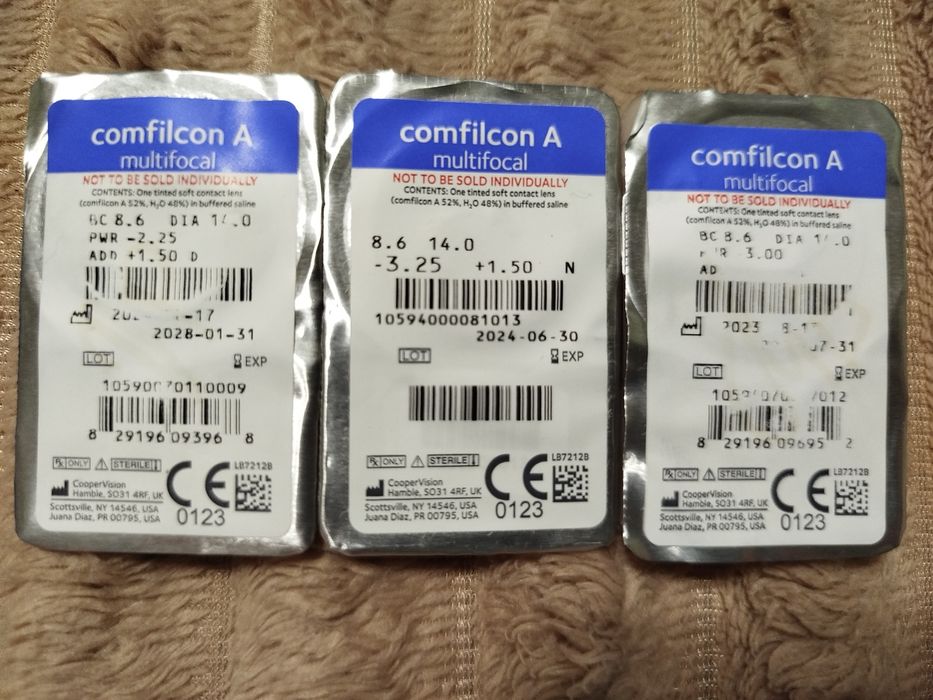 comfilcon A
multifocal
NOT TO BE SOLD INDIVIDUALLY
CONTENTS: One tinted soft contact lens
(comfilcon A 52%, H₂O 48%) in buffered saline
BC 8.6 DIA 14.0
PWR -2.25
ADD +1.50 D
2028-01-31
LOT
EXP
8 29196 09396 8
Rx ONLY STERILE
LB7212B
CooperVision
Hamble, SO31 4RF, UK
Scottsville, NY 14546, USA
Juana Diaz, PR 00795, USA
CE
0123
comfilcon A
multifocal
NOT TO BE SOLD INDIVIDUALLY
CONTENTS: One tinted soft contact lens
(comfilcon A 52%, H₂O 48%) in buffered saline
8.6 14.0
-3.25 +1.50 N
10594000081013
2024-06-30
LOT
EXP
Rx ONLY STERILE
LB7212B
CooperVision
Hamble, SO31 4RF, UK
Scottsville, NY 14546, USA
Juana Diaz, PR 00795, USA
CE
0123
comfilcon A
multifocal
NOT TO BE SOLD INDIVIDUALLY
CONTENTS: One tinted soft contact lens
(comfilcon A 52%, H₂O 48%) in buffered saline
BC 8.6 DIA
3.00
AD
2023
LOT
EXP
8 29196 09695 2
Rx ONLY STERILE
LB7212B
CooperVision
Hamble, SO31 4RF, UK
Scottsville, NY 14546, USA
Juana Diaz, PR 00795, USA
CE
0123